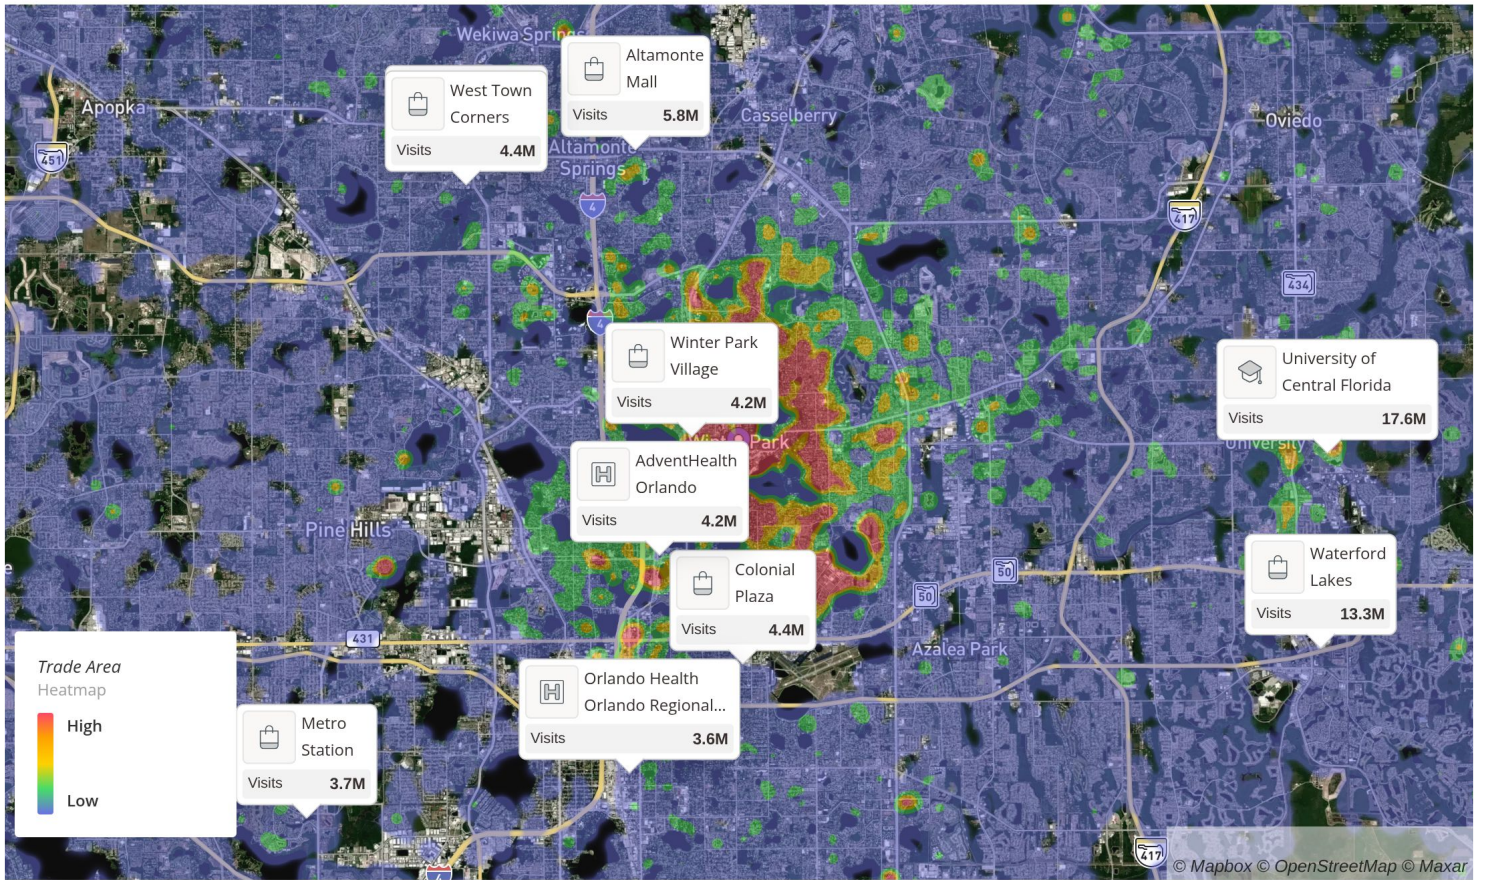 Wekiwa Springs
Altamonte
Mall
Visits 5.8M
West Town
Corners
Visits 4.4M
Apopka
Casselberry
Oviedo
451
Altamonte
Springs
4
417
434
4
Winter Park
Village
Visits 4.2M
University of
Central Florida
Visits 17.6M
Winter Park
University
AdventHealth
Orlando
Visits 4.2M
Pine Hills
e
Colonial
Plaza
Visits 4.4M
50
50
Waterford
Lakes
Visits 13.3M
431
Azalea Park
Trade Area
Heatmap
High
Low
Orlando Health
Orlando Regional...
Visits 3.6M
Metro
Station
Visits 3.7M
417
4
© Mapbox © OpenStreetMap © Maxar